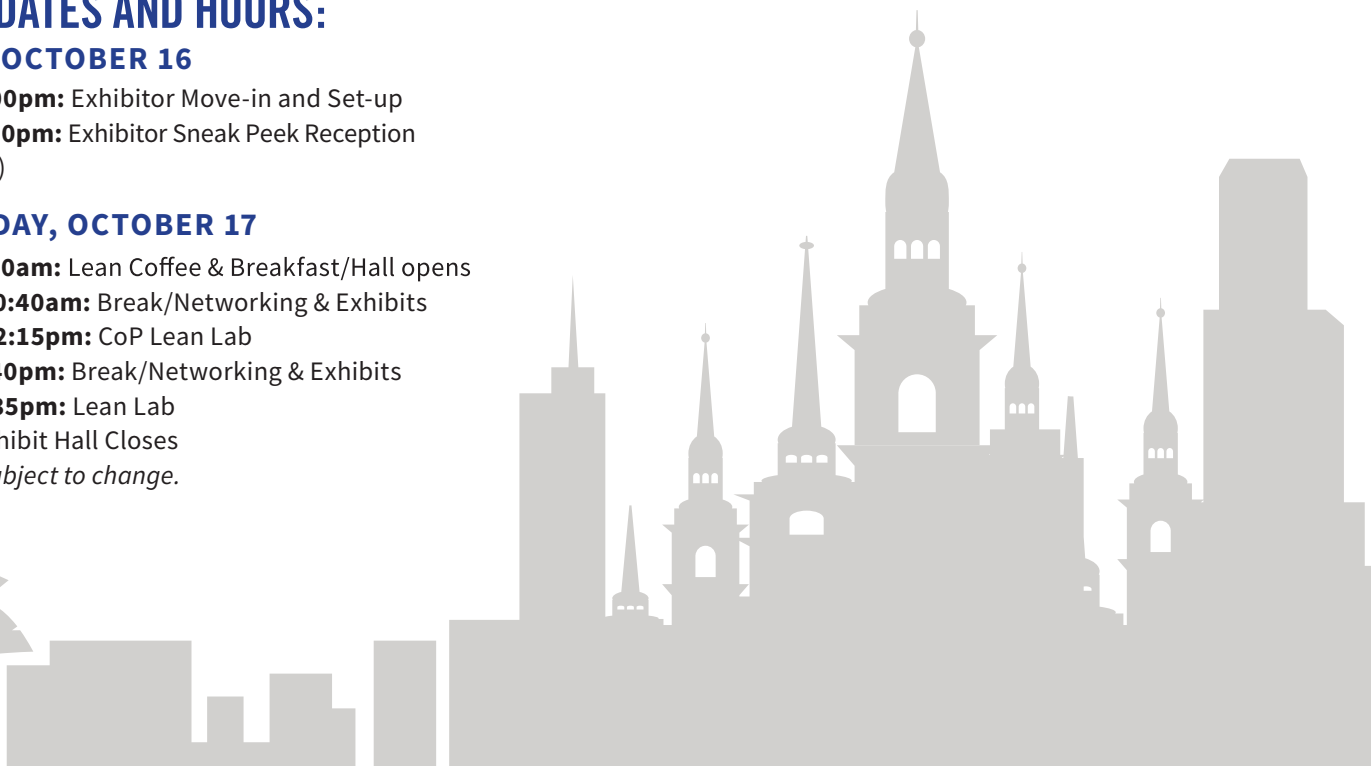 DATES AND HOURS:
OCTOBER 16
0pm: Exhibitor Move-in and Set-up
0pm: Exhibitor Sneak Peek Reception
)
DAY, OCTOBER 17
0am: Lean Coffee & Breakfast/Hall opens
0:40am: Break/Networking & Exhibits
2:15pm: CoP Lean Lab
40pm: Break/Networking & Exhibits
35pm: Lean Lab
hibit Hall Closes
bject to change.